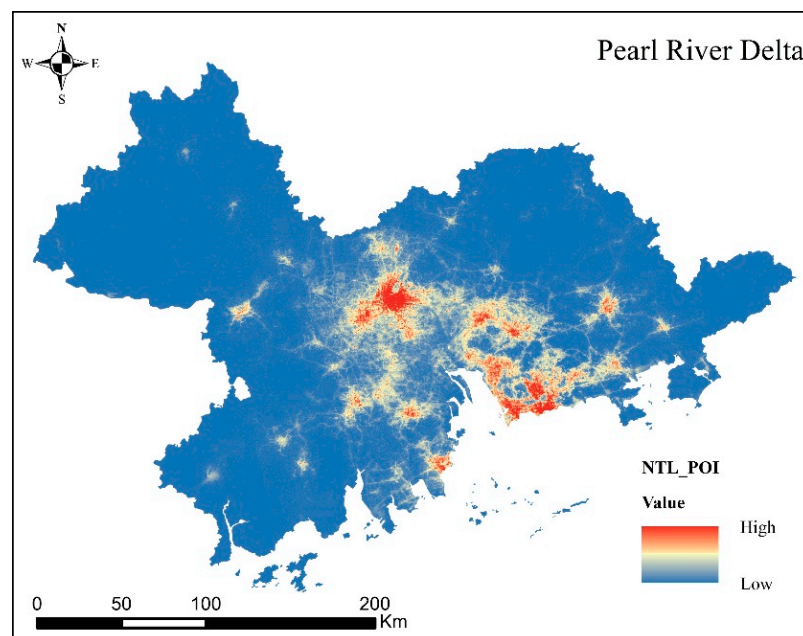 N
W E
S
Pearl River Delta
NTL_POI
Value
High
Low
0 50 100 200
Km